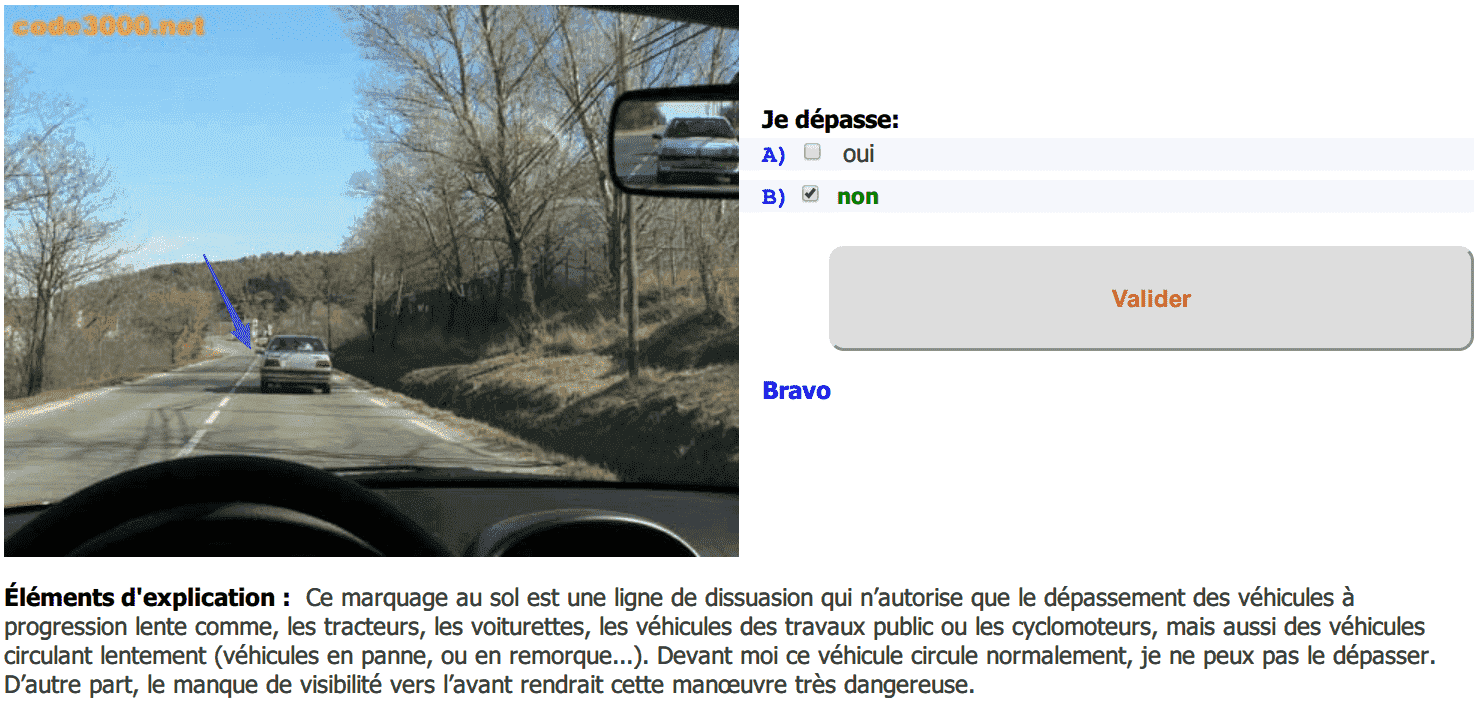 code3000.net
Je dépasse:
A) oui
B) non
Valider
Bravo
Éléments d'explication : Ce marquage au sol est une ligne de dissuasion qui n’autorise que le dépassement des véhicules à
progression lente comme, les tracteurs, les voiturettes, les véhicules des travaux public ou les cyclomoteurs, mais aussi des véhicules
circulant lentement (véhicules en panne, ou en remorque...). Devant moi ce véhicule circule normalement, je ne peux pas le dépasser.
D’autre part, le manque de visibilité vers l’avant rendrait cette manœuvre très dangereuse.